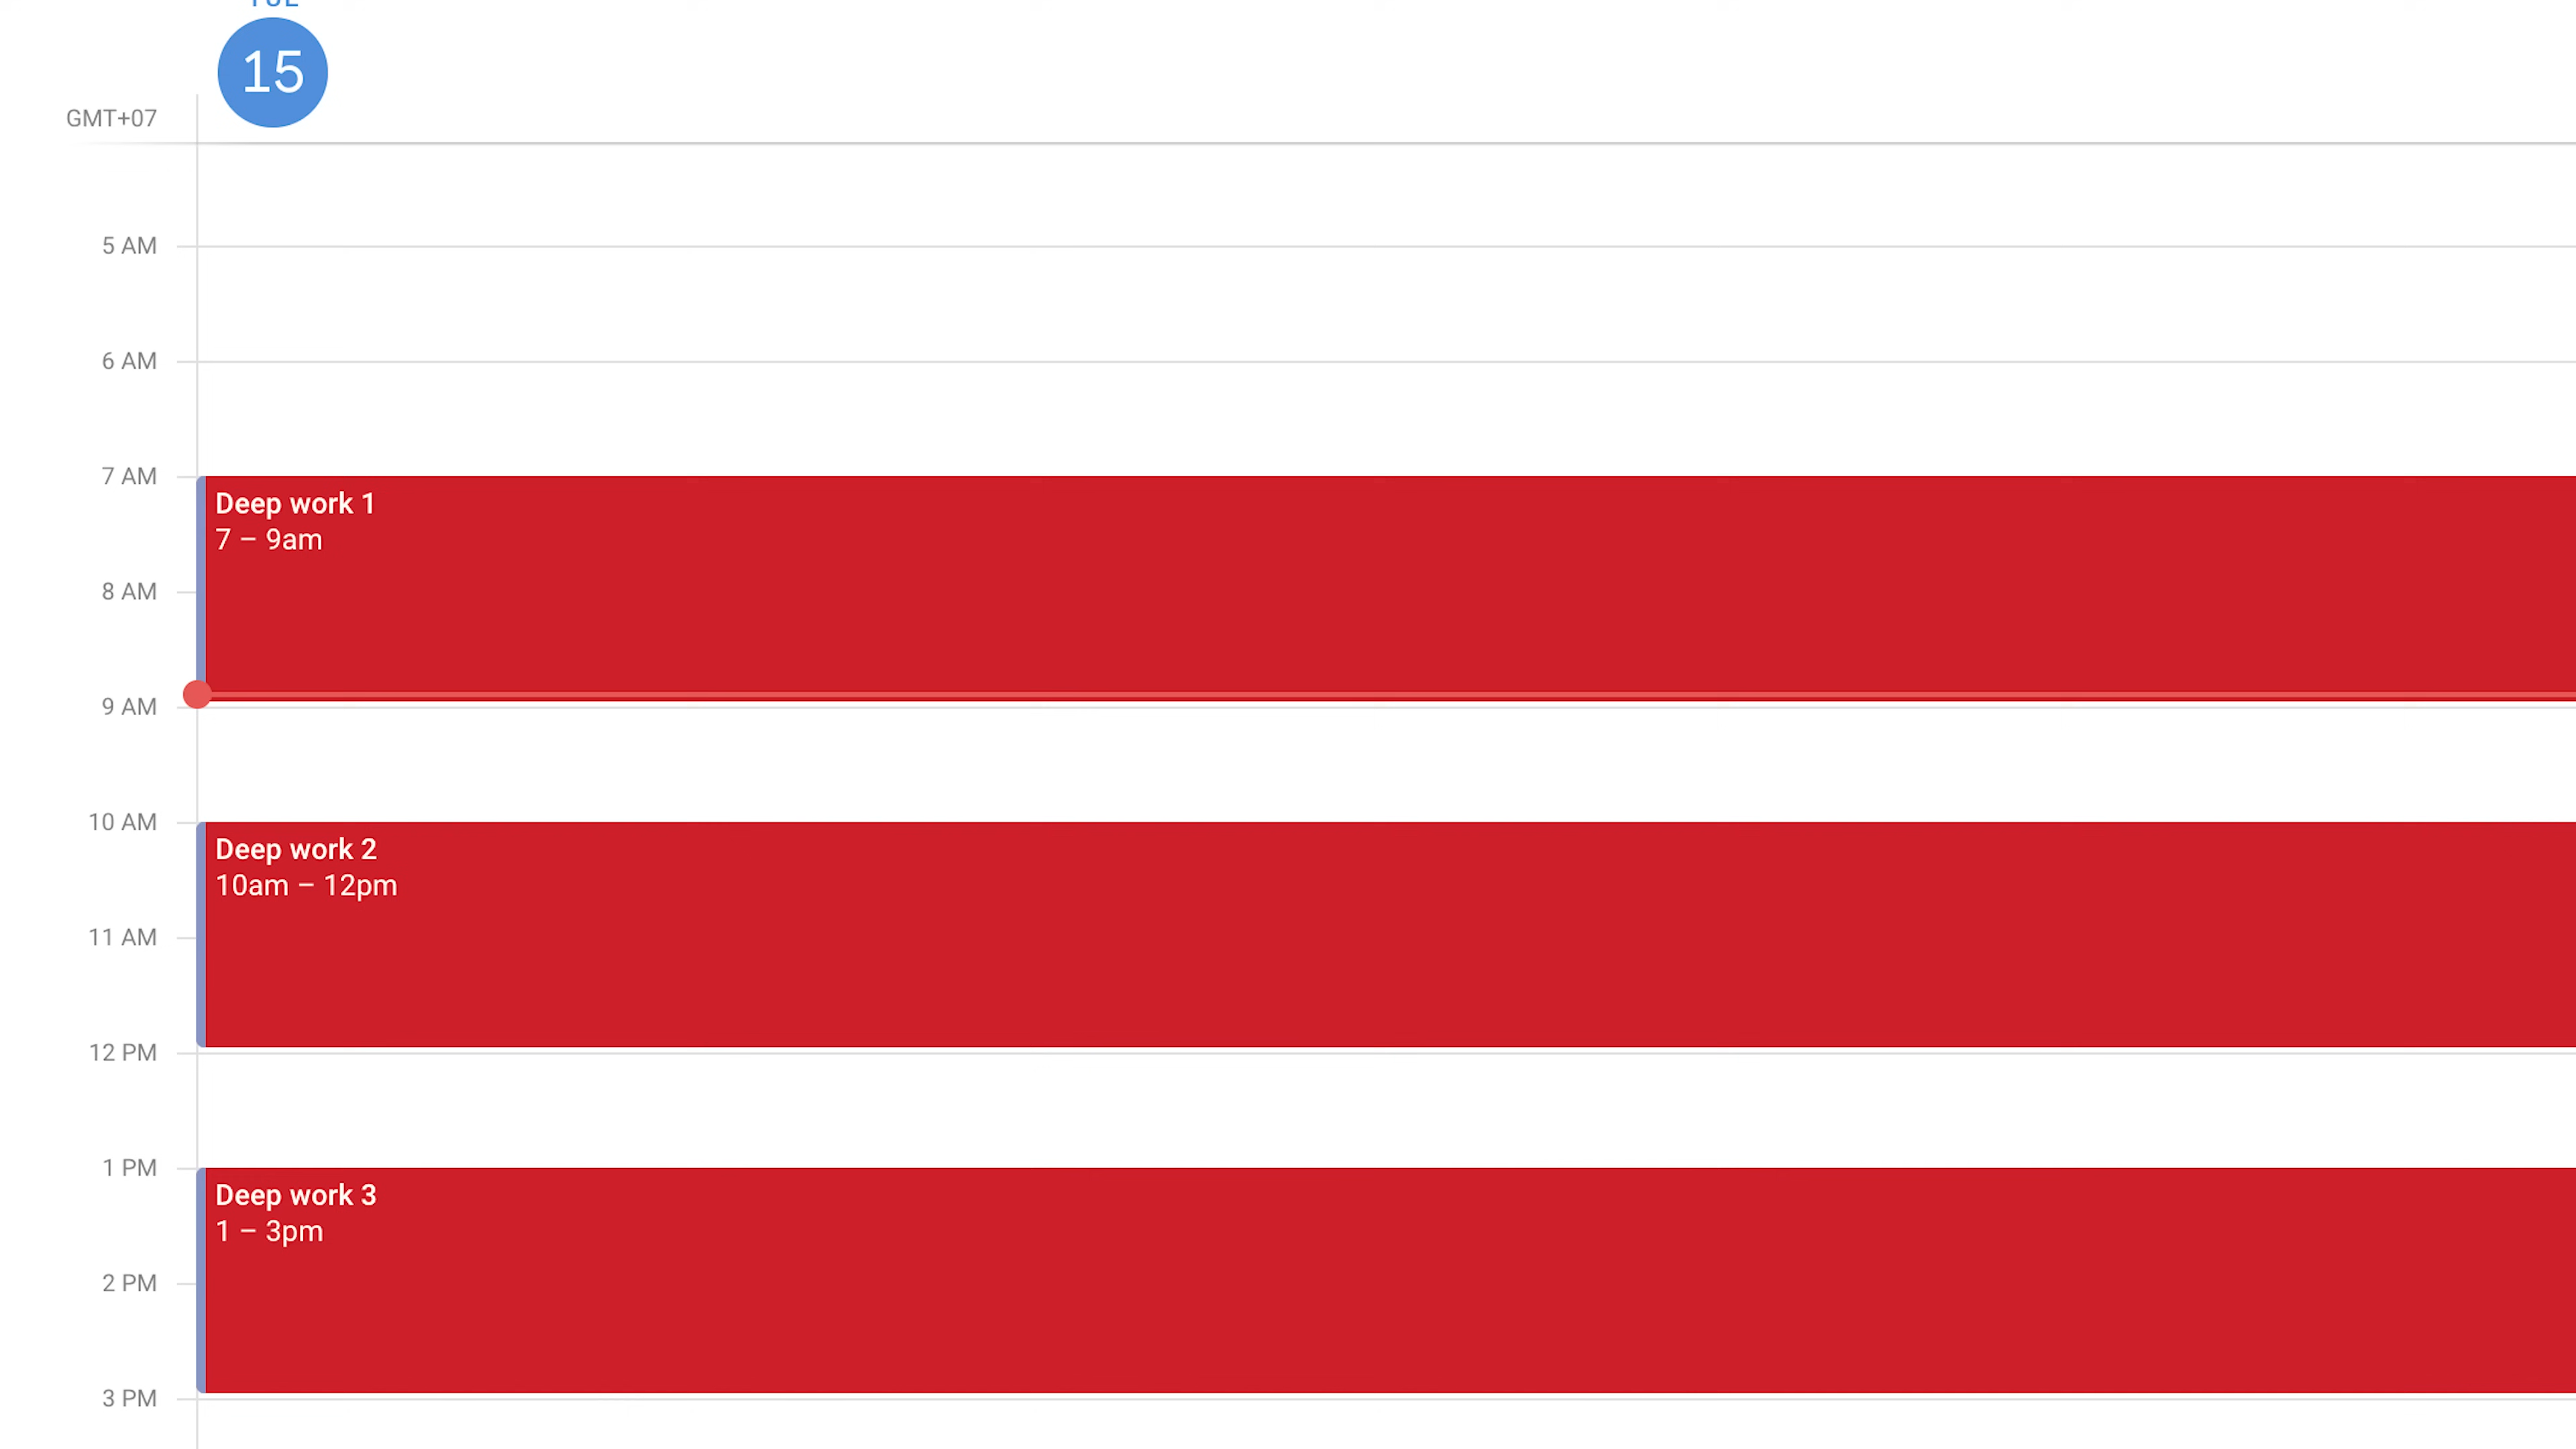 TUE
15
GMT+07
5 AM
6 AM
7 AM
Deep work 1
7 – 9am
8 AM
9 AM
10 AM
Deep work 2
10am – 12pm
11 AM
12 PM
1 PM
Deep work 3
1 – 3pm
2 PM
3 PM